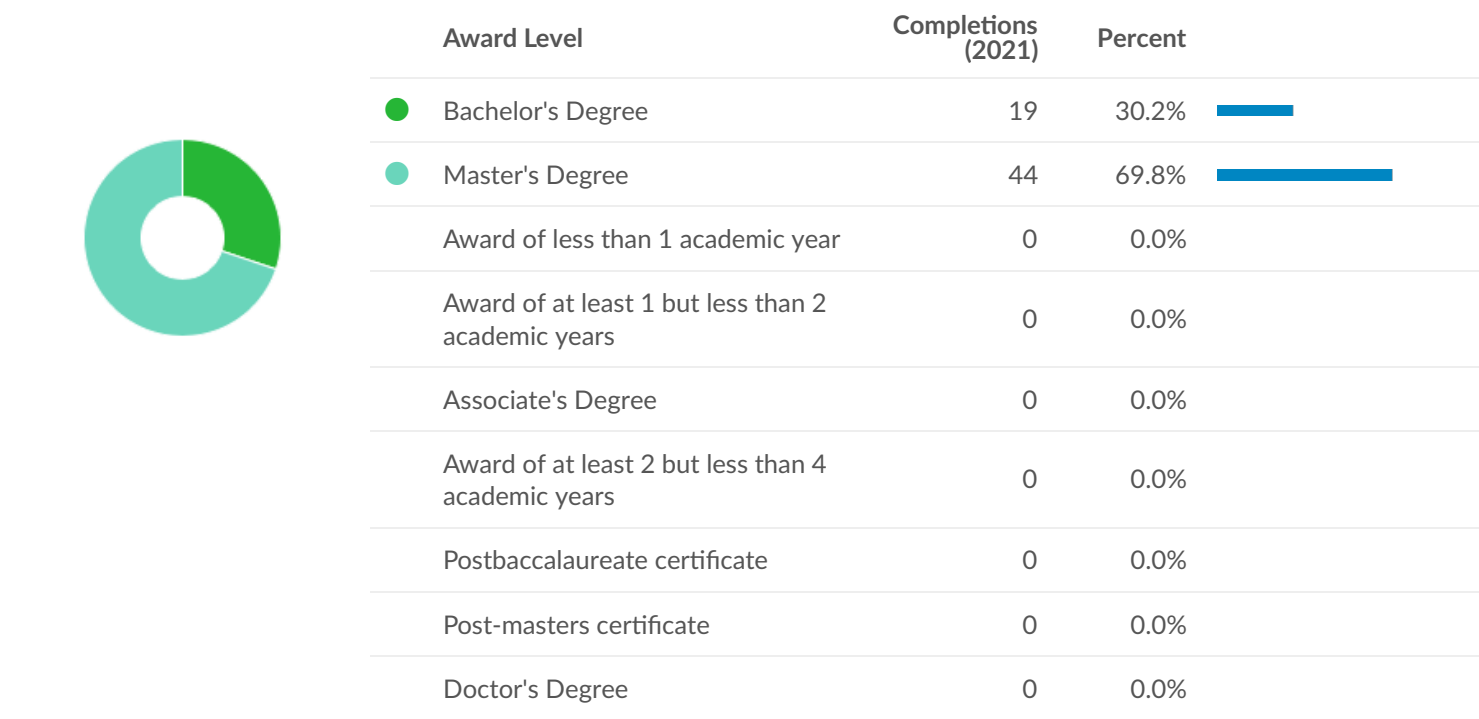 Award Level Completions (2021) Percent
Bachelor's Degree 19 30.2%
Master's Degree 44 69.8%
Award of less than 1 academic year 0 0.0%
Award of at least 1 but less than 2
academic years 0 0.0%
Associate's Degree 0 0.0%
Award of at least 2 but less than 4
academic years 0 0.0%
Postbaccalaureate certificate 0 0.0%
Post-masters certificate 0 0.0%
Doctor's Degree 0 0.0%